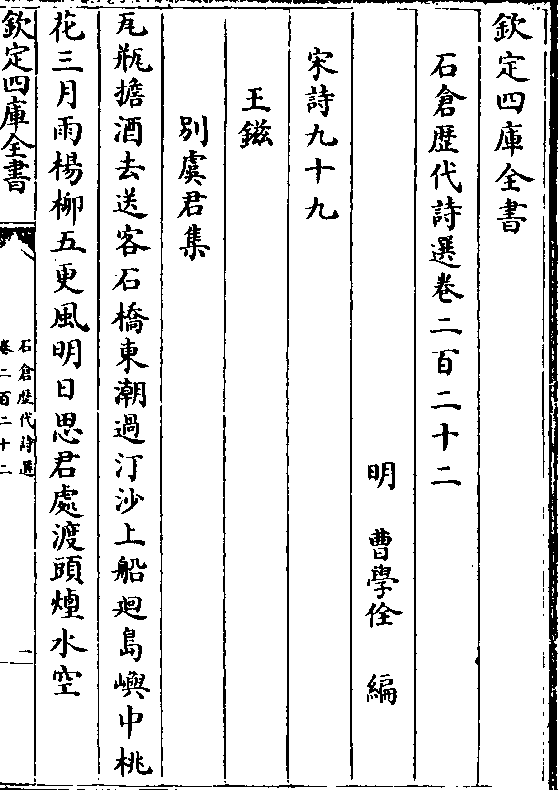 欽定四庫全書
石倉歷代詩選卷二百二十二
明　曹學佺　編
宋詩九十九
王鎡
別虞君集
瓦瓶擔酒去送客石橋東潮過汀沙上船廻島嶼中桃
花三月雨楊柳五更風明日思君處渡頭煙水空
欽定四庫全書
石倉歷代詩選
卷二百二十二
一